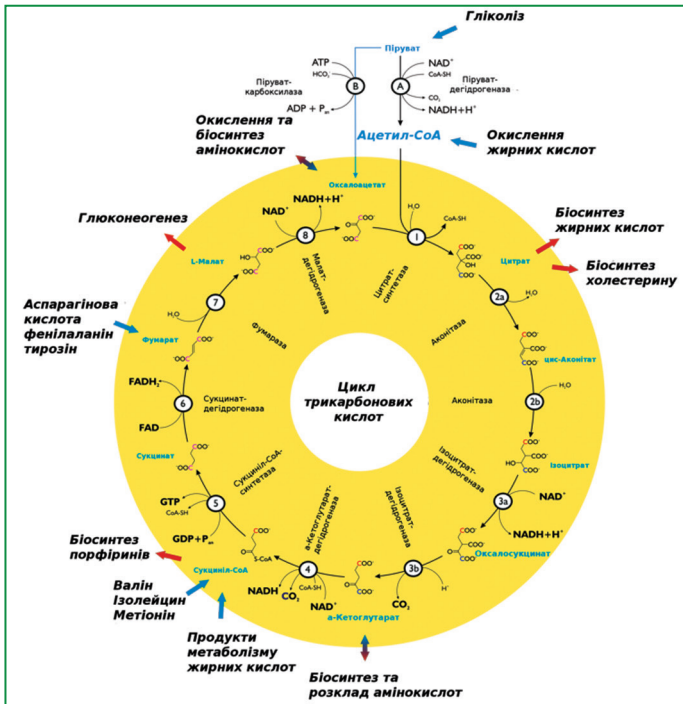 Гліколіз
Піруват
ATP
HCO₃
Піруват-
карбоксилаза
B
ADP + Pₙₑ
A
NAD⁺
CoA-SH
Піруват-
дегідрогеназа
CO₂
NADH+H⁺
Ацетил-CoA
Окислення
жирних кислот
Окислення та
біосинтез
амінокислот
Оксалоацетат
NADH+H⁺
NAD⁺
8
Малат-
дегідрогеназа
H₂O
CoA-SH
1
Цитрат-
синтетаза
Біосинтез
жирних кислот
Цитрат
Біосинтез
холестерину
Глюконеогенез
L-Малат
2a
H₂O
Аконітаза
7
H₂O
Фумараза
Аспарагінова
кислота
фенілаланін
тирозін
Фумарат
цис-Аконітат
FADH₂
6
FAD
Сукцинат-
дегідрогеназа
Цикл
трикарбонових
кислот
Аконітаза
2b
H₂O
Сукцинат
Ізоцитрат
Сукциніл-CoA-
синтетаза
GTP
CoA-SH
5
GDP+Pₙₑ
Ізоцитрат-
дегідрогеназа
3a
NAD⁺
NADH+H⁺
Оксалосукцинат
Біосинтез
порфіринів
Сукциніл-CoA
S-CoA
а-Кетоглутарат-
дегідрогеназа
4
NADH
CO₂
CoA-SH
NAD⁺
Ізоцитрат-
дегідрогеназа
3b
H⁻
CO₂
а-Кетоглутарат
Валін
Ізолейцин
Метіонін
Продукти
метаболізму
жирних кислот
Біосинтез та
розклад амінокислот